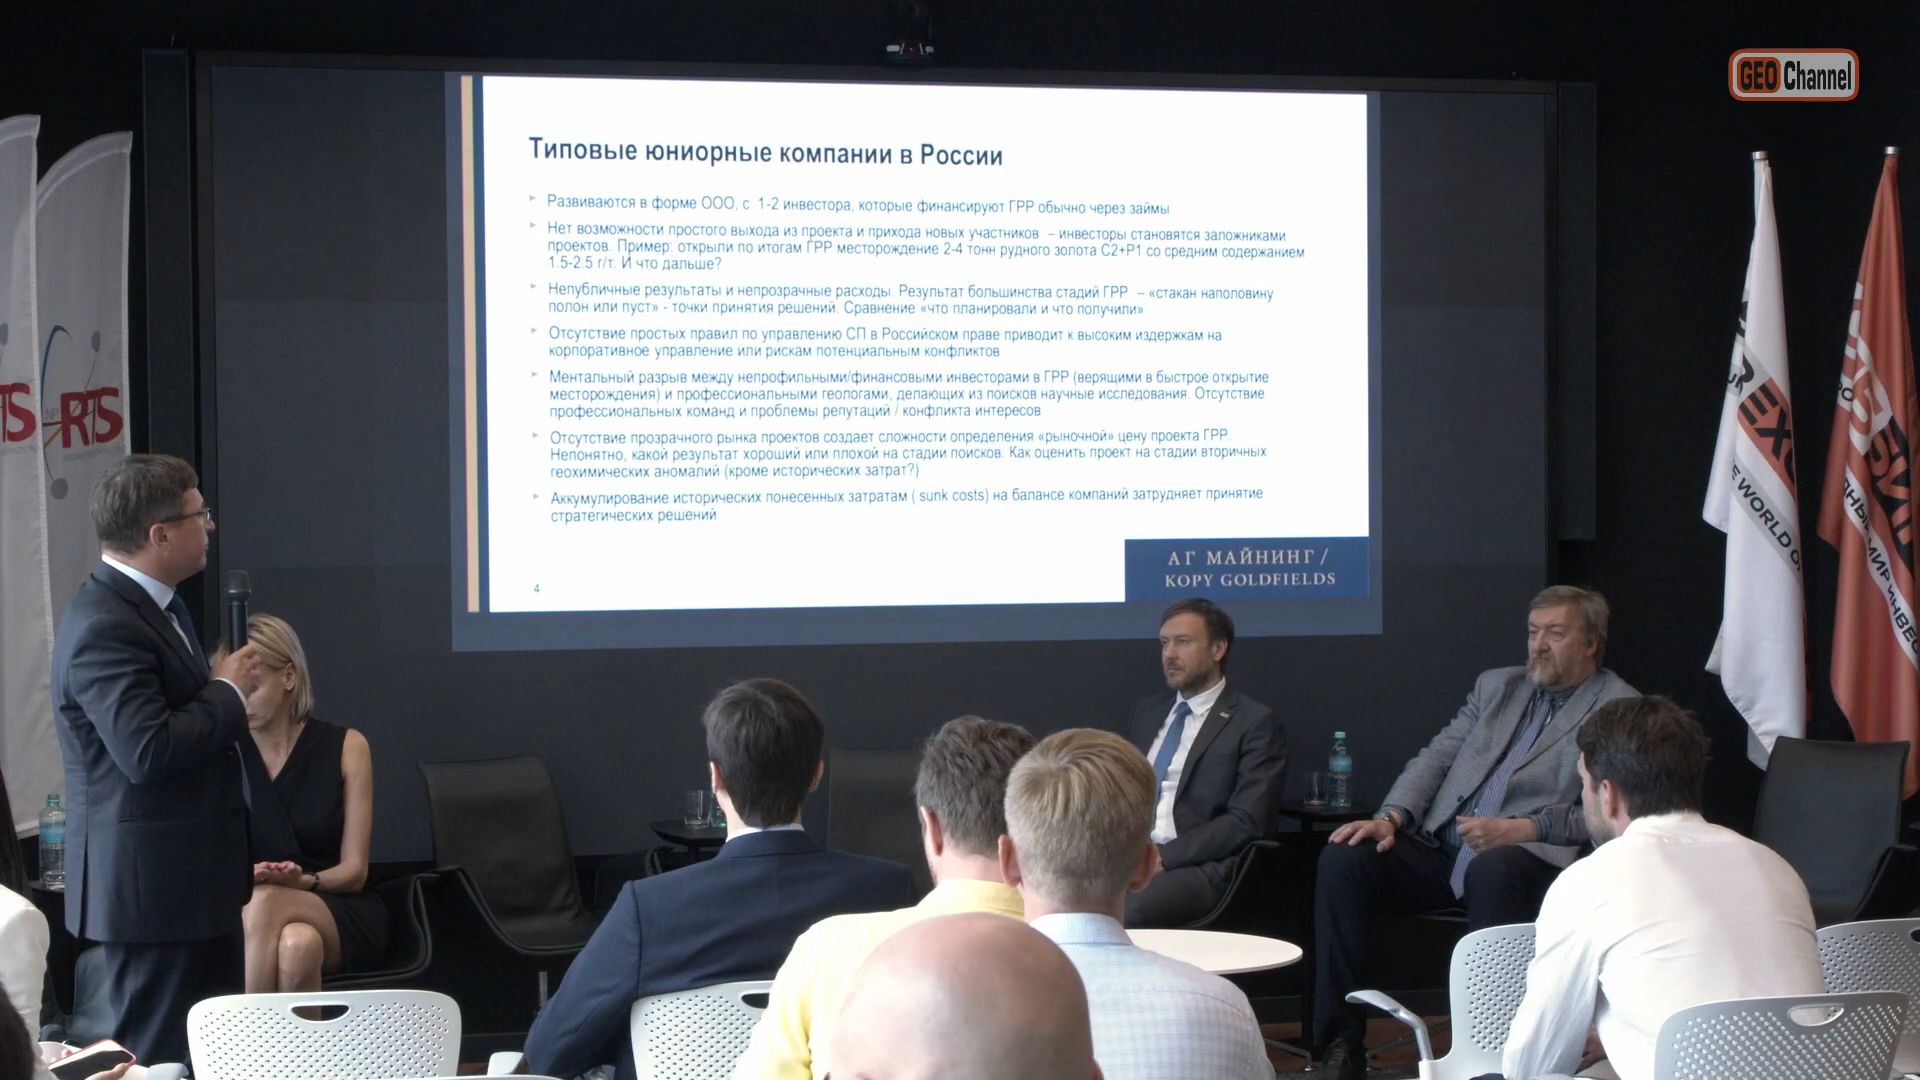 GEO Channel
Типовые юниорные компании в России
Развиваются в форме ООО, с 1-2 инвестора, которые финансируют ГРР обычно через займы
Нет возможности простого выхода из проекта и прихода новых участников – инвесторы становятся заложниками
проектов. Пример: открыли по итогам ГРР месторождение 2-4 тонн рудного золота С2+Р1 со средним содержанием
1.5-2.5 г/т. И что дальше?
Непубличные результаты и непрозрачные расходы. Результат большинства стадий ГРР – «стакан наполовину
полон или пуст» - точки принятия решений. Сравнение «что планировали и что получили»
Отсутствие простых правил по управлению СП в Российском праве приводит к высоким издержкам на
корпоративное управление или рискам потенциальным конфликтов
Ментальный разрыв между непрофильными/финансовыми инвесторами в ГРР (верящими в быстрое открытие
месторождения) и профессиональными геологами, делающих из поисков научные исследования. Отсутствие
профессиональных команд и проблемы репутаций / конфликта интересов
Отсутствие прозрачного рынка проектов создает сложности определения «рыночной» цену проекта ГРР.
Непонятно, какой результат хороший или плохой на стадии поисков. Как оценить проект на стадии вторичных
геохимических аномалий (кроме исторических затрат?)
Аккумулирование исторических понесенных затратам ( sunk costs) на балансе компаний затрудняет принятие
стратегических решений
4
АГ МАЙНИНГ /
KOPY GOLDFIELDS
RTS
WORLD